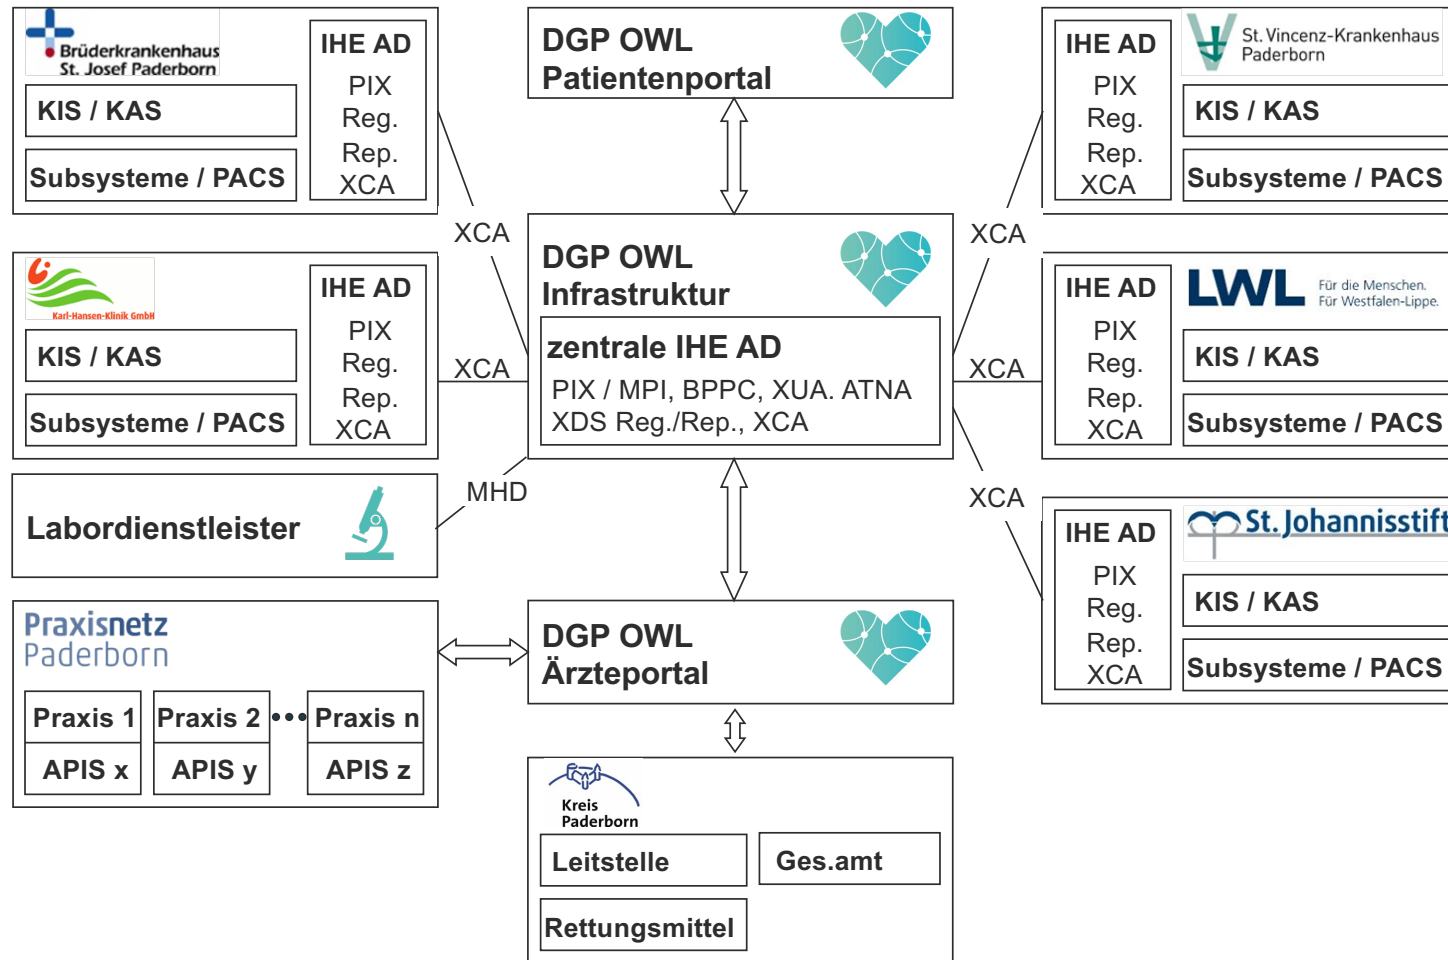 Brüderkrankenhaus
St. Josef Paderborn
KIS / KAS
Subsysteme / PACS
IHE AD
PIX
Reg.
Rep.
XCA
DGP OWL
Patientenportal
IHE AD
PIX
Reg.
Rep.
XCA
St. Vincenz-Krankenhaus
Paderborn
KIS / KAS
Subsysteme / PACS
XCA
XCA
Karl-Hansen-Klinik GmbH
KIS / KAS
Subsysteme / PACS
IHE AD
PIX
Reg.
Rep.
XCA
XCA
DGP OWL
Infrastruktur
zentrale IHE AD
PIX / MPI, BPPC, XUA. ATNA
XDS Reg./Rep., XCA
XCA
IHE AD
PIX
Reg.
Rep.
XCA
LWL
Für die Menschen.
Für Westfalen-Lippe.
KIS / KAS
Subsysteme / PACS
Labordienstleister
MHD
XCA
IHE AD
PIX
Reg.
Rep.
XCA
St. Johannisstift
KIS / KAS
Subsysteme / PACS
Praxisnetz
Paderborn
Praxis 1
Praxis 2
•••
Praxis n
APIS x
APIS y
APIS z
DGP OWL
Ärzteportal
Kreis
Paderborn
Leitstelle
Ges.amt
Rettungsmittel